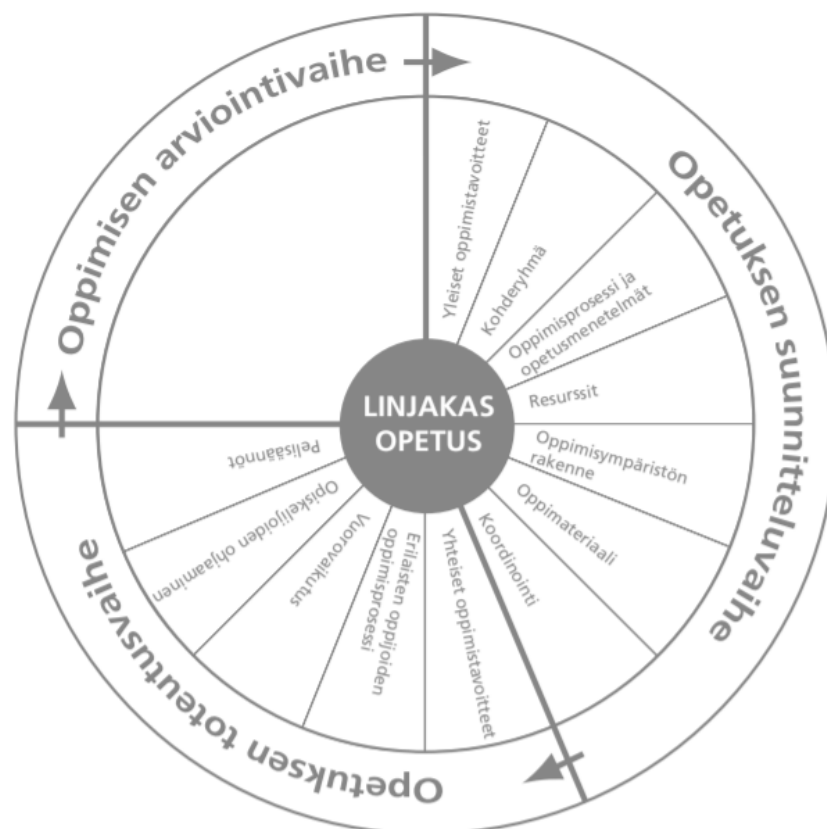 Oppimisen arviointivaihe
Opetuksen suunnitteluvaihe
Opetuksen toteutusvaihe
LINJAKAS
OPETUS
Yleiset oppimistavoitteet
Kohderyhmä
Oppimisprosessi ja
opetusmenetelmät
Resurssit
Oppimisympäristön
rakenne
Oppimateriaali
Koordinointi
Yhteiset oppimistavoitteet
Erilaisten oppijoiden
oppimisprosessi
Vuorovaikutus
Opiskelijoiden ohjaaminen
Pelisäännöt